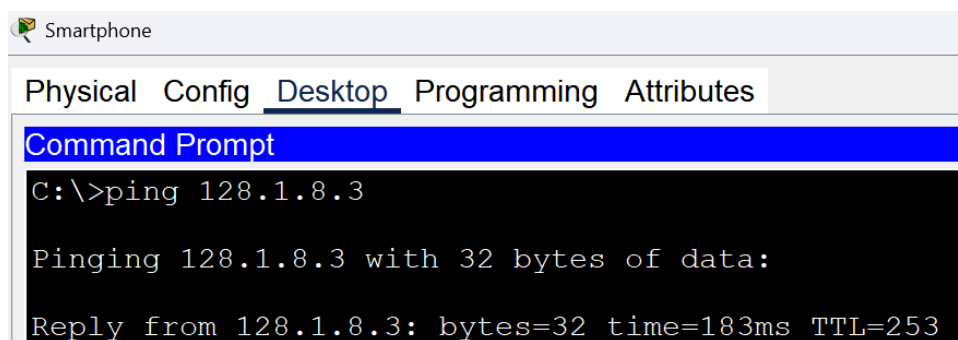 Smartphone
Physical Config Desktop Programming Attributes
Command Prompt
C:\>ping 128.1.8.3
Pinging 128.1.8.3 with 32 bytes of data:
Reply from 128.1.8.3: bytes=32 time=183ms TTL=253